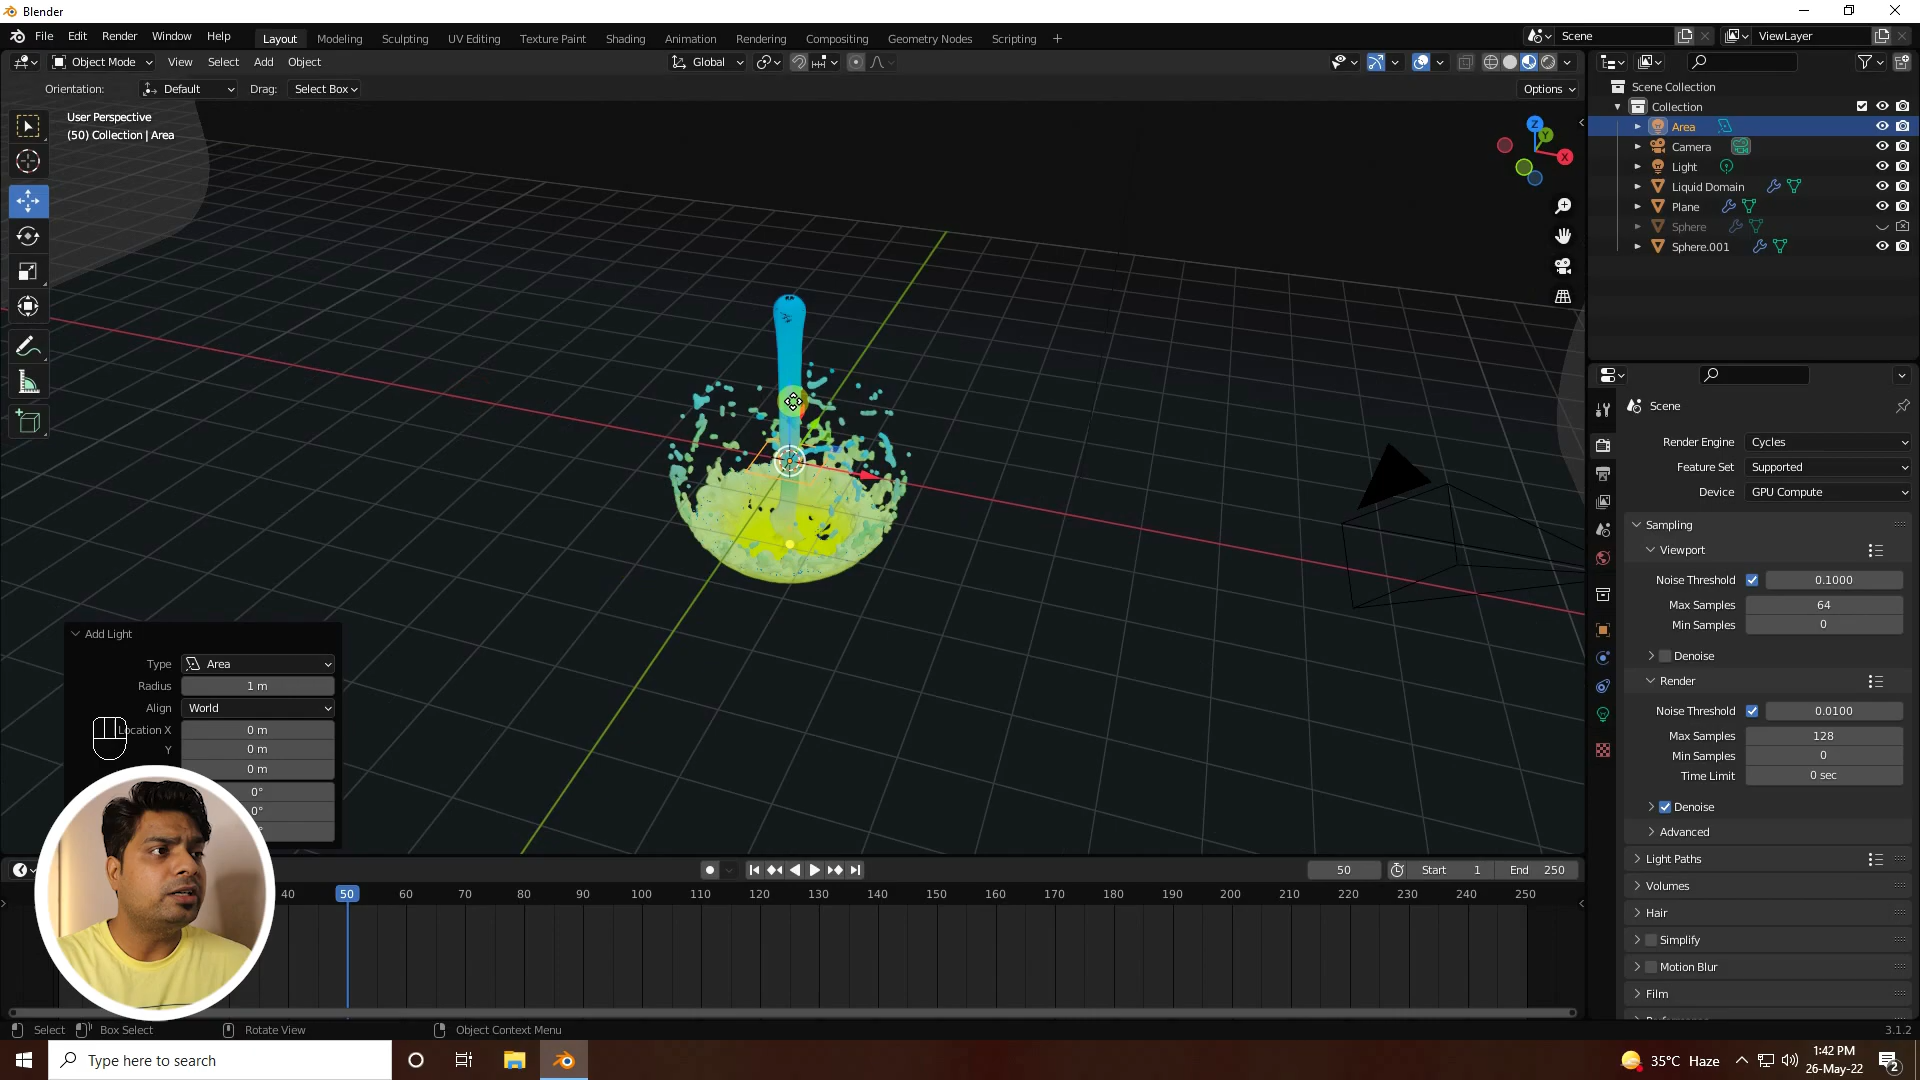 Blender
File Edit Render Window Help
Layout Modeling Sculpting UV Editing Texture Paint Shading Animation Rendering Compositing Geometry Nodes Scripting +
Scene
ViewLayer
Object Mode View Select Add Object
Global
Orientation: Default Drag: Select Box
Options
User Perspective
(50) Collection | Area
Z
Y
X
Scene Collection
Collection
Area
Camera
Light
Liquid Domain
Plane
Sphere
Sphere.001
Scene
Render Engine Cycles
Feature Set Supported
Device GPU Compute
Sampling
Viewport
Noise Threshold 0.1000
Max Samples 64
Min Samples 0
Denoise
Render
Noise Threshold 0.0100
Max Samples 128
Min Samples 0
Time Limit 0 sec
Denoise
Advanced
Light Paths
Volumes
Hair
Simplify
Motion Blur
Film
Add Light
Type Area
Radius 1 m
Align World
Location X 0 m
Y 0 m
0 m
0°
0°
50
Start 1 End 250
40 50 60 70 80 90 100 110 120 130 140 150 160 170 180 190 200 210 220 230 240 250
Select Box Select Rotate View Object Context Menu
3.1.2
Type here to search
35°C Haze
1:42 PM
26-May-22
2